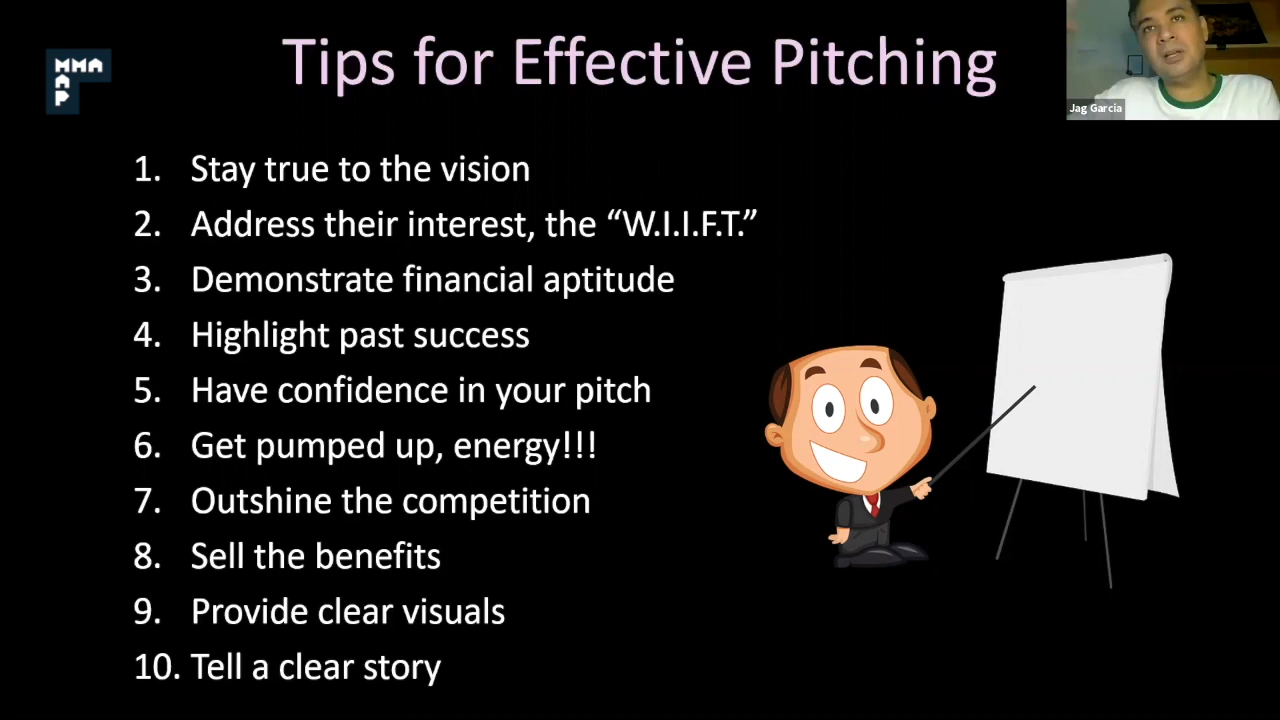 Tips for Effective Pitching
MMA
A
P
Jag Garcia
1. Stay true to the vision
2. Address their interest, the “W.I.I.F.T.”
3. Demonstrate financial aptitude
4. Highlight past success
5. Have confidence in your pitch
6. Get pumped up, energy!!!
7. Outshine the competition
8. Sell the benefits
9. Provide clear visuals
10. Tell a clear story